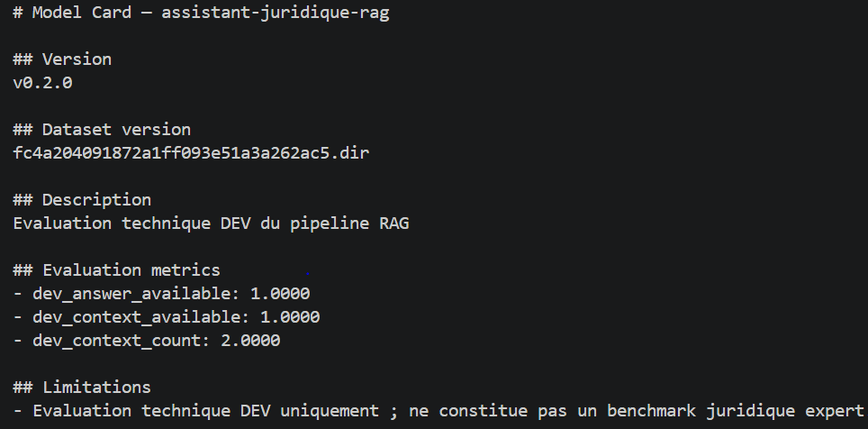 # Model Card — assistant-juridique-rag
## Version
v0.2.0
## Dataset version
fc4a204091872a1ff093e51a3a262ac5.dir
## Description
Evaluation technique DEV du pipeline RAG
## Evaluation metrics
- dev_answer_available: 1.0000
- dev_context_available: 1.0000
- dev_context_count: 2.0000
## Limitations
- Evaluation technique DEV uniquement ; ne constitue pas un benchmark juridique expert